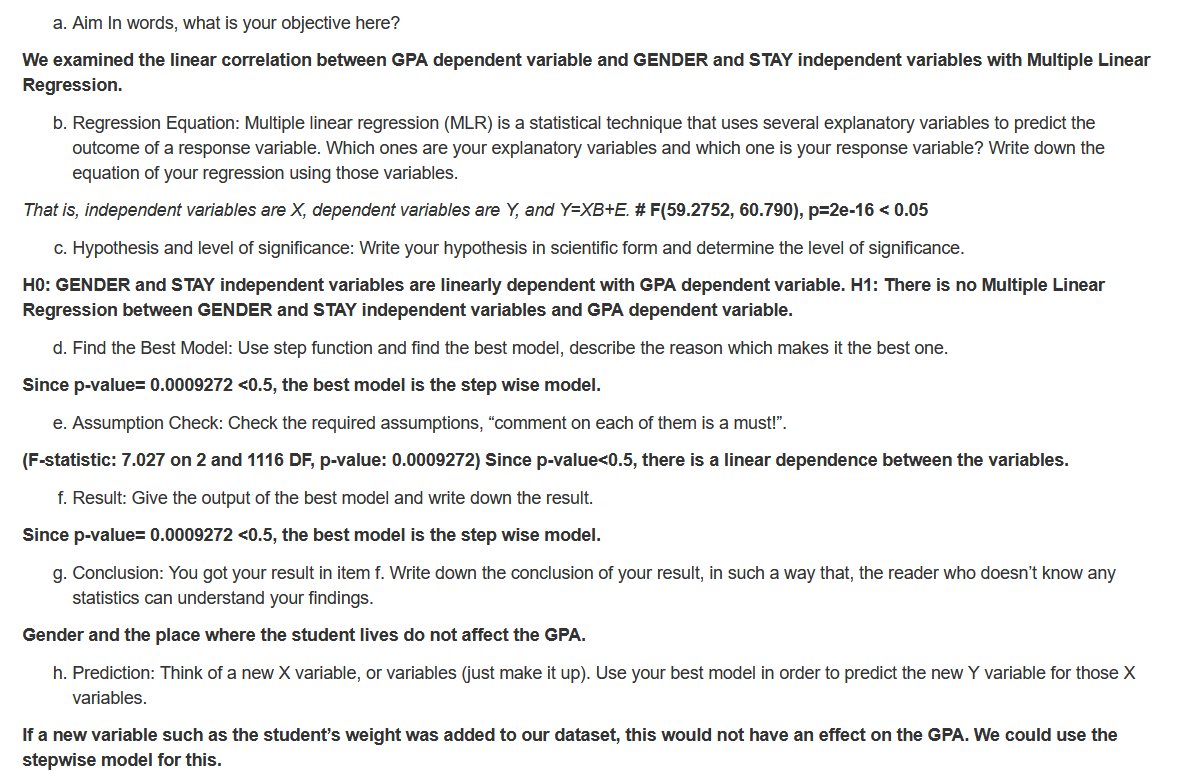 a. Aim In words, what is your objective here?
We examined the linear correlation between GPA dependent variable and GENDER and STAY independent variables with Multiple Linear
Regression.
b. Regression Equation: Multiple linear regression (MLR) is a statistical technique that uses several explanatory variables to predict the
outcome of a response variable. Which ones are your explanatory variables and which one is your response variable? Write down the
equation of your regression using those variables.
That is, independent variables are X, dependent variables are Y, and Y=XB+E. # F(59.2752, 60.790), p=2e-16 < 0.05
c. Hypothesis and level of significance: Write your hypothesis in scientific form and determine the level of significance.
H0: GENDER and STAY independent variables are linearly dependent with GPA dependent variable. H1: There is no Multiple Linear
Regression between GENDER and STAY independent variables and GPA dependent variable.
d. Find the Best Model: Use step function and find the best model, describe the reason which makes it the best one.
Since p-value= 0.0009272 <0.5, the best model is the step wise model.
e. Assumption Check: Check the required assumptions, “comment on each of them is a must!”.
(F-statistic: 7.027 on 2 and 1116 DF, p-value: 0.0009272) Since p-value<0.5, there is a linear dependence between the variables.
f. Result: Give the output of the best model and write down the result.
Since p-value= 0.0009272 <0.5, the best model is the step wise model.
g. Conclusion: You got your result in item f. Write down the conclusion of your result, in such a way that, the reader who doesn’t know any
statistics can understand your findings.
Gender and the place where the student lives do not affect the GPA.
h. Prediction: Think of a new X variable, or variables (just make it up). Use your best model in order to predict the new Y variable for those X
variables.
If a new variable such as the student’s weight was added to our dataset, this would not have an effect on the GPA. We could use the
stepwise model for this.